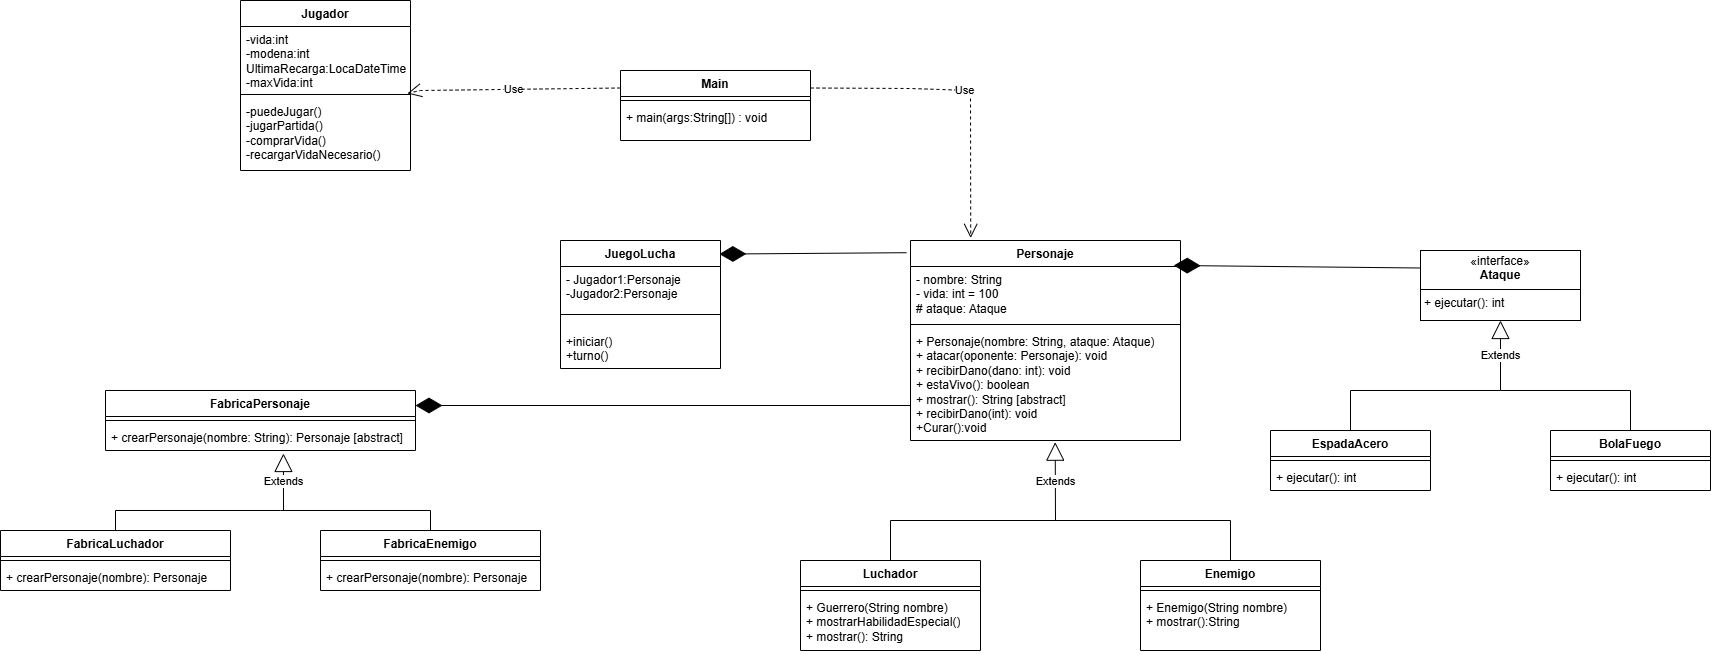 Jugador
-vida:int
-modena:int
UltimaRecarga:LocaDateTime
-maxVida:int
-puedeJugar()
-jugarPartida()
-comprarVida()
-recargarVidaNecesario()
Use
Main
+ main(args:String[]) : void
Use
JuegoLucha
- Jugador1:Personaje
-Jugador2:Personaje
+iniciar()
+turno()
Personaje
- nombre: String
- vida: int = 100
# ataque: Ataque
+ Personaje(nombre: String, ataque: Ataque)
+ atacar(oponente: Personaje): void
+ recibirDano(dano: int): void
+ estaVivo(): boolean
+ mostrar(): String [abstract]
+ recibirDano(int): void
+Curar():void
«interface»
Ataque
+ ejecutar(): int
Extends
EspadaAcero
+ ejecutar(): int
BolaFuego
+ ejecutar(): int
FabricaPersonaje
+ crearPersonaje(nombre: String): Personaje [abstract]
Extends
FabricaLuchador
+ crearPersonaje(nombre): Personaje
FabricaEnemigo
+ crearPersonaje(nombre): Personaje
Extends
Luchador
+ Guerrero(String nombre)
+ mostrarHabilidadEspecial()
+ mostrar(): String
Enemigo
+ Enemigo(String nombre)
+ mostrar():String